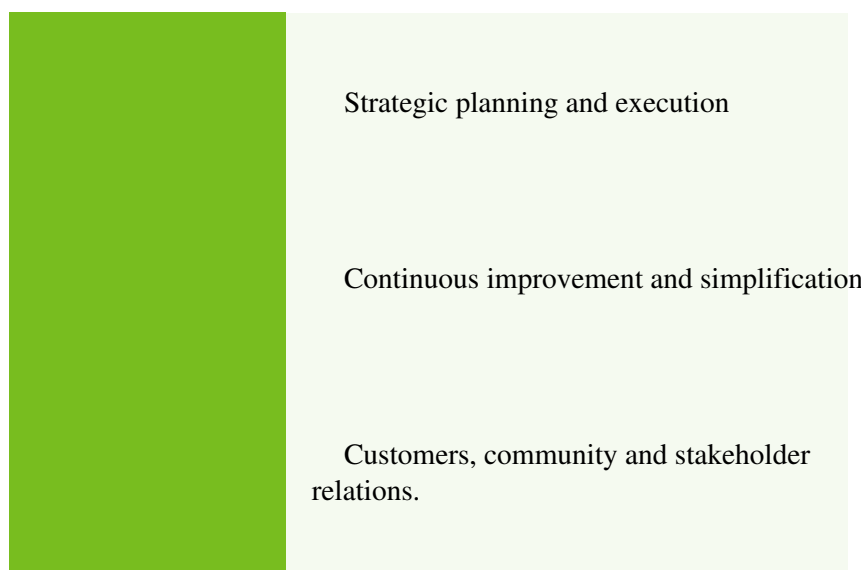 Strategic planning and execution
Continuous improvement and simplification
Customers, community and stakeholder
relations.